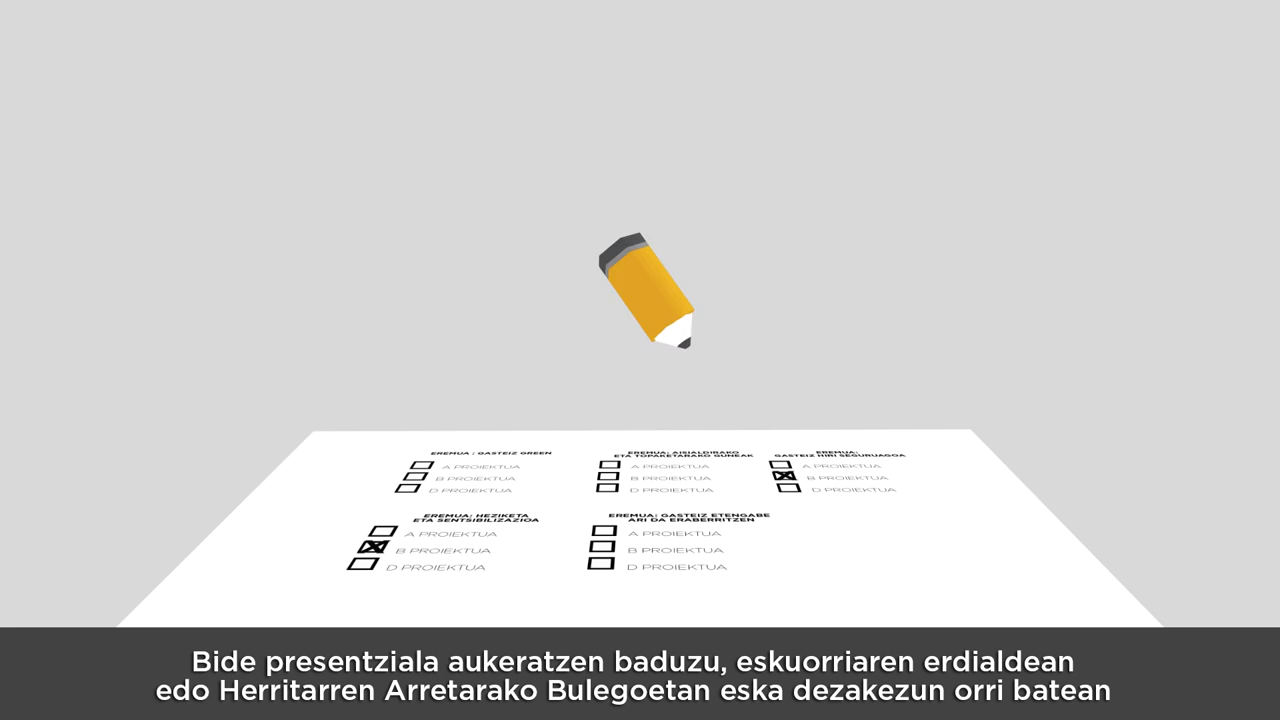 EREMUA : GASTEIZ GREEN
A PROIEKTUA
B PROIEKTUA
D PROIEKTUA
EREMUA: AISIALDIRAKO
ETA TOPAKETARAKO GUNEAK
A PROIEKTUA
B PROIEKTUA
D PROIEKTUA
EREMUA:
GASTEIZ HIRI SEGURUAGOA
A PROIEKTUA
B PROIEKTUA
D PROIEKTUA
EREMUA: HEZIKETA
ETA SENTSIBILIZAZIOA
A PROIEKTUA
B PROIEKTUA
D PROIEKTUA
EREMUA: GASTEIZ ETENGABE
ARI DA ERABERRITZEN
A PROIEKTUA
B PROIEKTUA
D PROIEKTUA
Bide presentziala aukeratzen baduzu, eskuorriaren erdialdean
edo Herritarren Arretarako Bulegoetan eska dezakezun orri batean